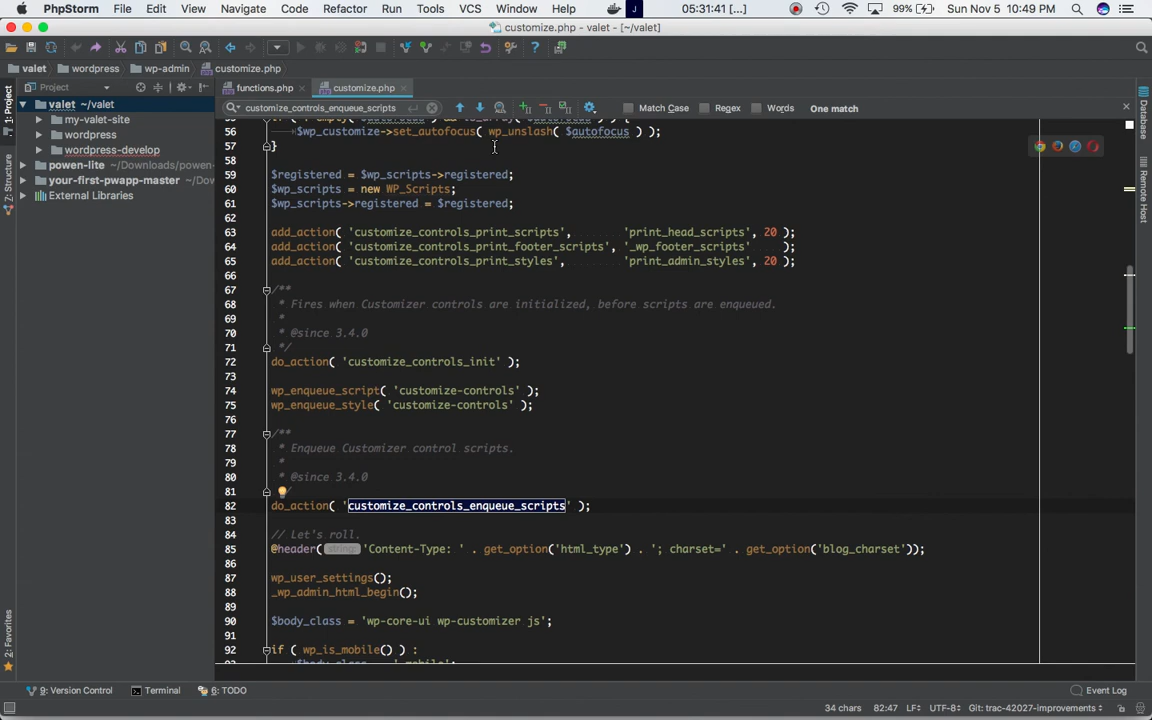 PhpStorm File Edit View Navigate Code Refactor Run Tools VCS Window Help J 05:31:41 [...] 99% Sun Nov 5 10:49 PM
customize.php - valet - [~/valet]
valet wordpress wp-admin customize.php
Project functions.php customize.php
valet ~/valet
my-valet-site
wordpress
wordpress-develop
powen-lite ~/Downloads/powen-
your-first-pwapp-master ~/Dow
External Libraries
1: Project
7: Structure
2: Favorites
Database
Remote Host
customize_controls_enqueue_scripts Match Case Regex Words One match
56 $wp_customize->set_autofocus( wp_unslash( $autofocus ) );
57 }
58
59 $registered = $wp_scripts->registered;
60 $wp_scripts = new WP_Scripts;
61 $wp_scripts->registered = $registered;
62
63 add_action( 'customize_controls_print_scripts', 'print_head_scripts', 20 );
64 add_action( 'customize_controls_print_footer_scripts', '_wp_footer_scripts' );
65 add_action( 'customize_controls_print_styles', 'print_admin_styles', 20 );
66
67 /**
68 * Fires when Customizer controls are initialized, before scripts are enqueued.
69 *
70 * @since 3.4.0
71 */
72 do_action( 'customize_controls_init' );
73
74 wp_enqueue_script( 'customize-controls' );
75 wp_enqueue_style( 'customize-controls' );
76
77 /**
78 * Enqueue Customizer control scripts.
79 *
80 * @since 3.4.0
81 /
82 do_action( 'customize_controls_enqueue_scripts' );
83
84 // Let's roll.
85 @header( string: 'Content-Type: ' . get_option('html_type') . '; charset=' . get_option('blog_charset'));
86
87 wp_user_settings();
88 _wp_admin_html_begin();
89
90 $body_class = 'wp-core-ui wp-customizer js';
91
92 if ( wp_is_mobile() ) :
9: Version Control Terminal 6: TODO Event Log
34 chars 82:47 LF÷ UTF-8÷ Git: trac-42027-improvements÷